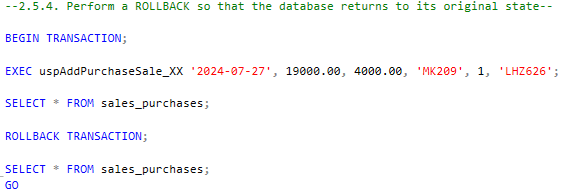 --2.5.4. Perform a ROLLBACK so that the database returns to its original state--
BEGIN TRANSACTION;
EXEC uspAddPurchaseSale_XX '2024-07-27', 19000.00, 4000.00, 'MK209', 1, 'LHZ626';
SELECT * FROM sales_purchases;
ROLLBACK TRANSACTION;
SELECT * FROM sales_purchases;
GO